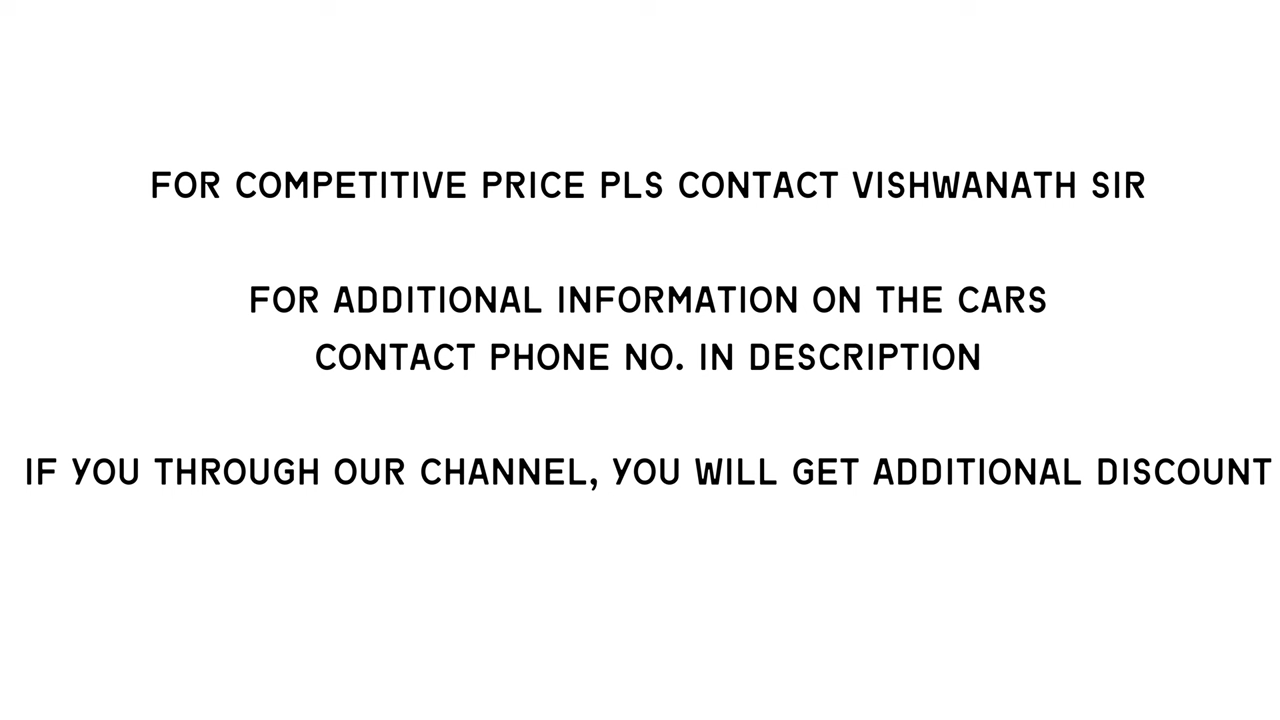 FOR COMPETITIVE PRICE PLS CONTACT VISHWANATH SIR
FOR ADDITIONAL INFORMATION ON THE CARS
CONTACT PHONE NO. IN DESCRIPTION
IF YOU THROUGH OUR CHANNEL, YOU WILL GET ADDITIONAL DISCOUNT